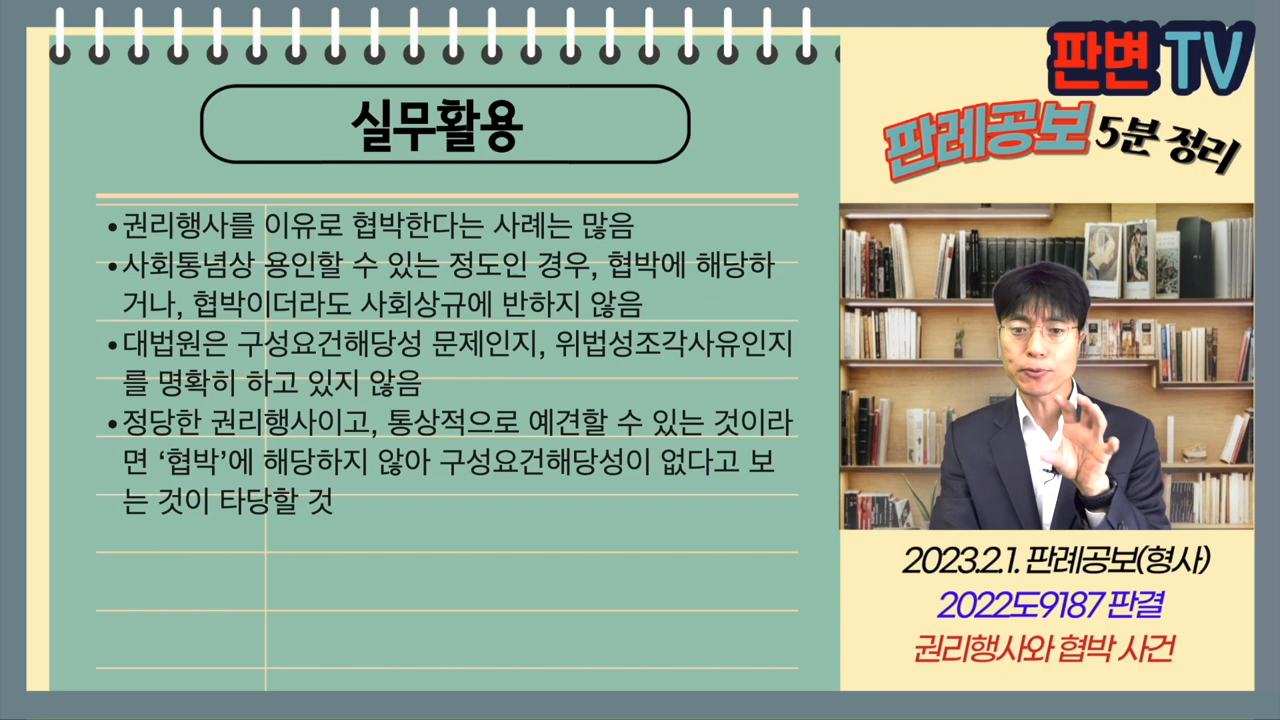 실무활용
•권리행사를 이유로 협박한다는 사례는 많음
•사회통념상 용인할 수 있는 정도인 경우, 협박에 해당하
거나, 협박이더라도 사회상규에 반하지 않음
•대법원은 구성요건해당성 문제인지, 위법성조각사유인지
를 명확히 하고 있지 않음
•정당한 권리행사이고, 통상적으로 예견할 수 있는 것이라
면 ‘협박’에 해당하지 않아 구성요건해당성이 없다고 보
는 것이 타당할 것
판변 TV
판례공보 5분 정리
2023.2.1. 판례공보(형사)
2022도9187 판결
권리행사와 협박 사건